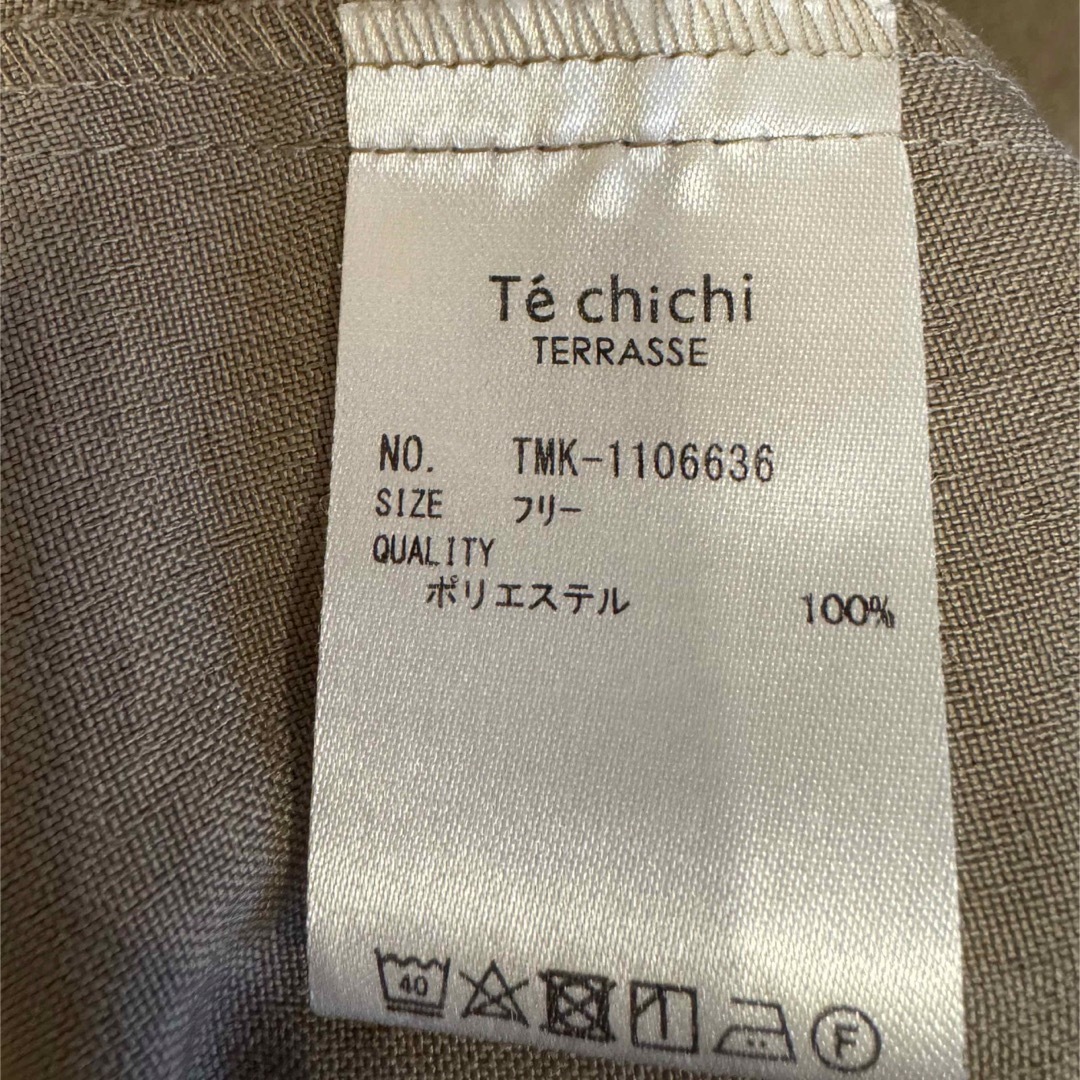 Té chichi
TERRASSE
NO. TMK-1106636
SIZE フリー
QUALITY
ポリエステル 100%
40
F